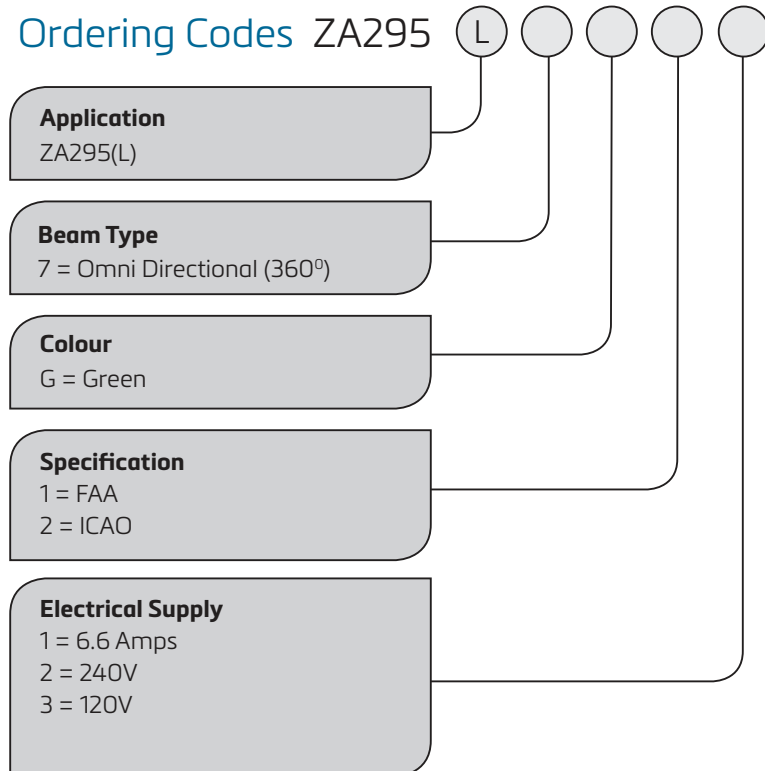 Ordering Codes ZA295 L
Application
ZA295(L)
Beam Type
7 = Omni Directional (360⁰)
Colour
G = Green
Specification
1 = FAA
2 = ICAO
Electrical Supply
1 = 6.6 Amps
2 = 240V
3 = 120V